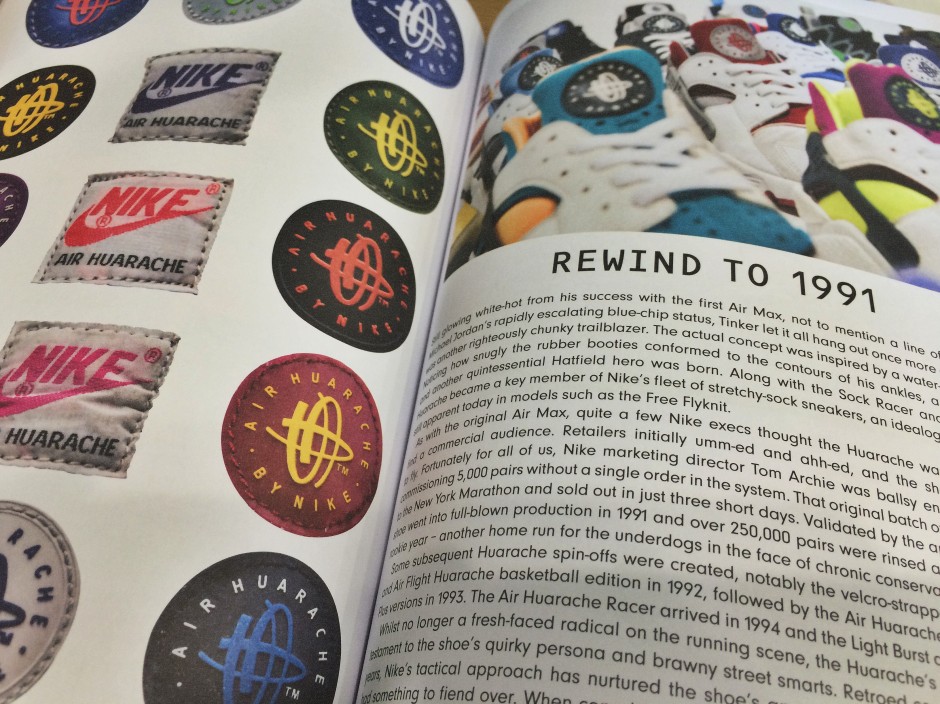 NIKE
AIR HUARACHE
NIKE
AIR HUARACHE
NIKE
HUARACHE
AIR HUARACHE
BY NIKE
AIR HUARACHE
BY NIKE
AIR HUARACHE
BY NIKE
TM
AIR HUARACHE
TM
RACHE
BY NIKE
REWIND TO 1991
glowing white-hot from his success with the first Air Max, not to mention a line of
Michael Jordan's rapidly escalating blue-chip status, Tinker let it all hang out once more
was another righteously chunky trailblazer. The actual concept was inspired by a water-
noticing how snugly the rubber booties conformed to the contours of his ankles, a
and another quintessential Hatfield hero was born. Along with the Sock Racer and
Huarache became a key member of Nike's fleet of stretchy-sock sneakers, an idealog
still apparent today in models such as the Free Flyknit.
As with the original Air Max, quite a few Nike execs thought the Huarache wa
find a commercial audience. Retailers initially umm-ed and ahh-ed, and the sh
to fly. Fortunately for all of us, Nike marketing director Tom Archie was ballsy en
commissioning 5,000 pairs without a single order in the system. That original batch o
to the New York Marathon and sold out in just three short days. Validated by the a
shoe went into full-blown production in 1991 and over 250,000 pairs were rinsed a
rookie year – another home run for the underdogs in the face of chronic conserva
Some subsequent Huarache spin-offs were created, notably the velcro-strapp
and Air Flight Huarache basketball edition in 1992, followed by the Air Huarache
Plus versions in 1993. The Air Huarache Racer arrived in 1994 and the Light Burst
Whilst no longer a fresh-faced radical on the running scene, the Huarache's
testament to the shoe's quirky persona and brawny street smarts. Retroed
years, Nike's tactical approach has nurtured the shoe's
had something to fiend over. When